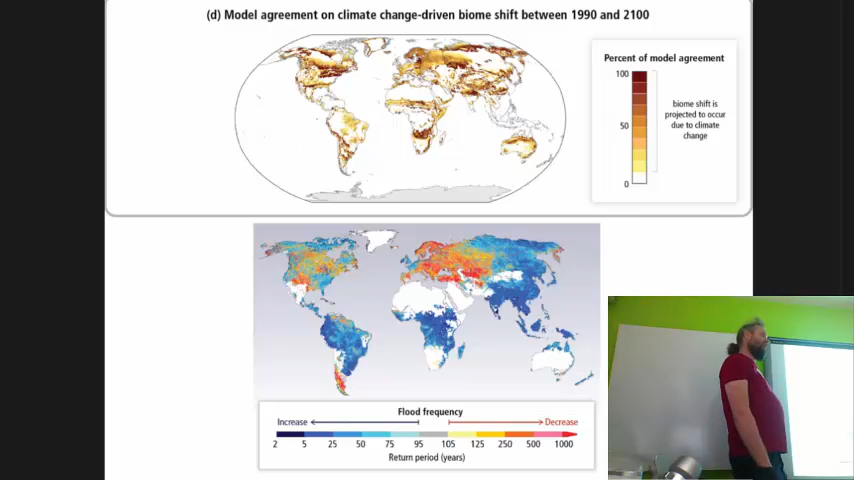 (d) Model agreement on climate change-driven biome shift between 1990 and 2100
Percent of model agreement
100
50
0
biome shift is
projected to occur
due to climate
change
Flood frequency
Increase
Decrease
2 5 25 50 75 95 105 125 250 500 1000
Return period (years)